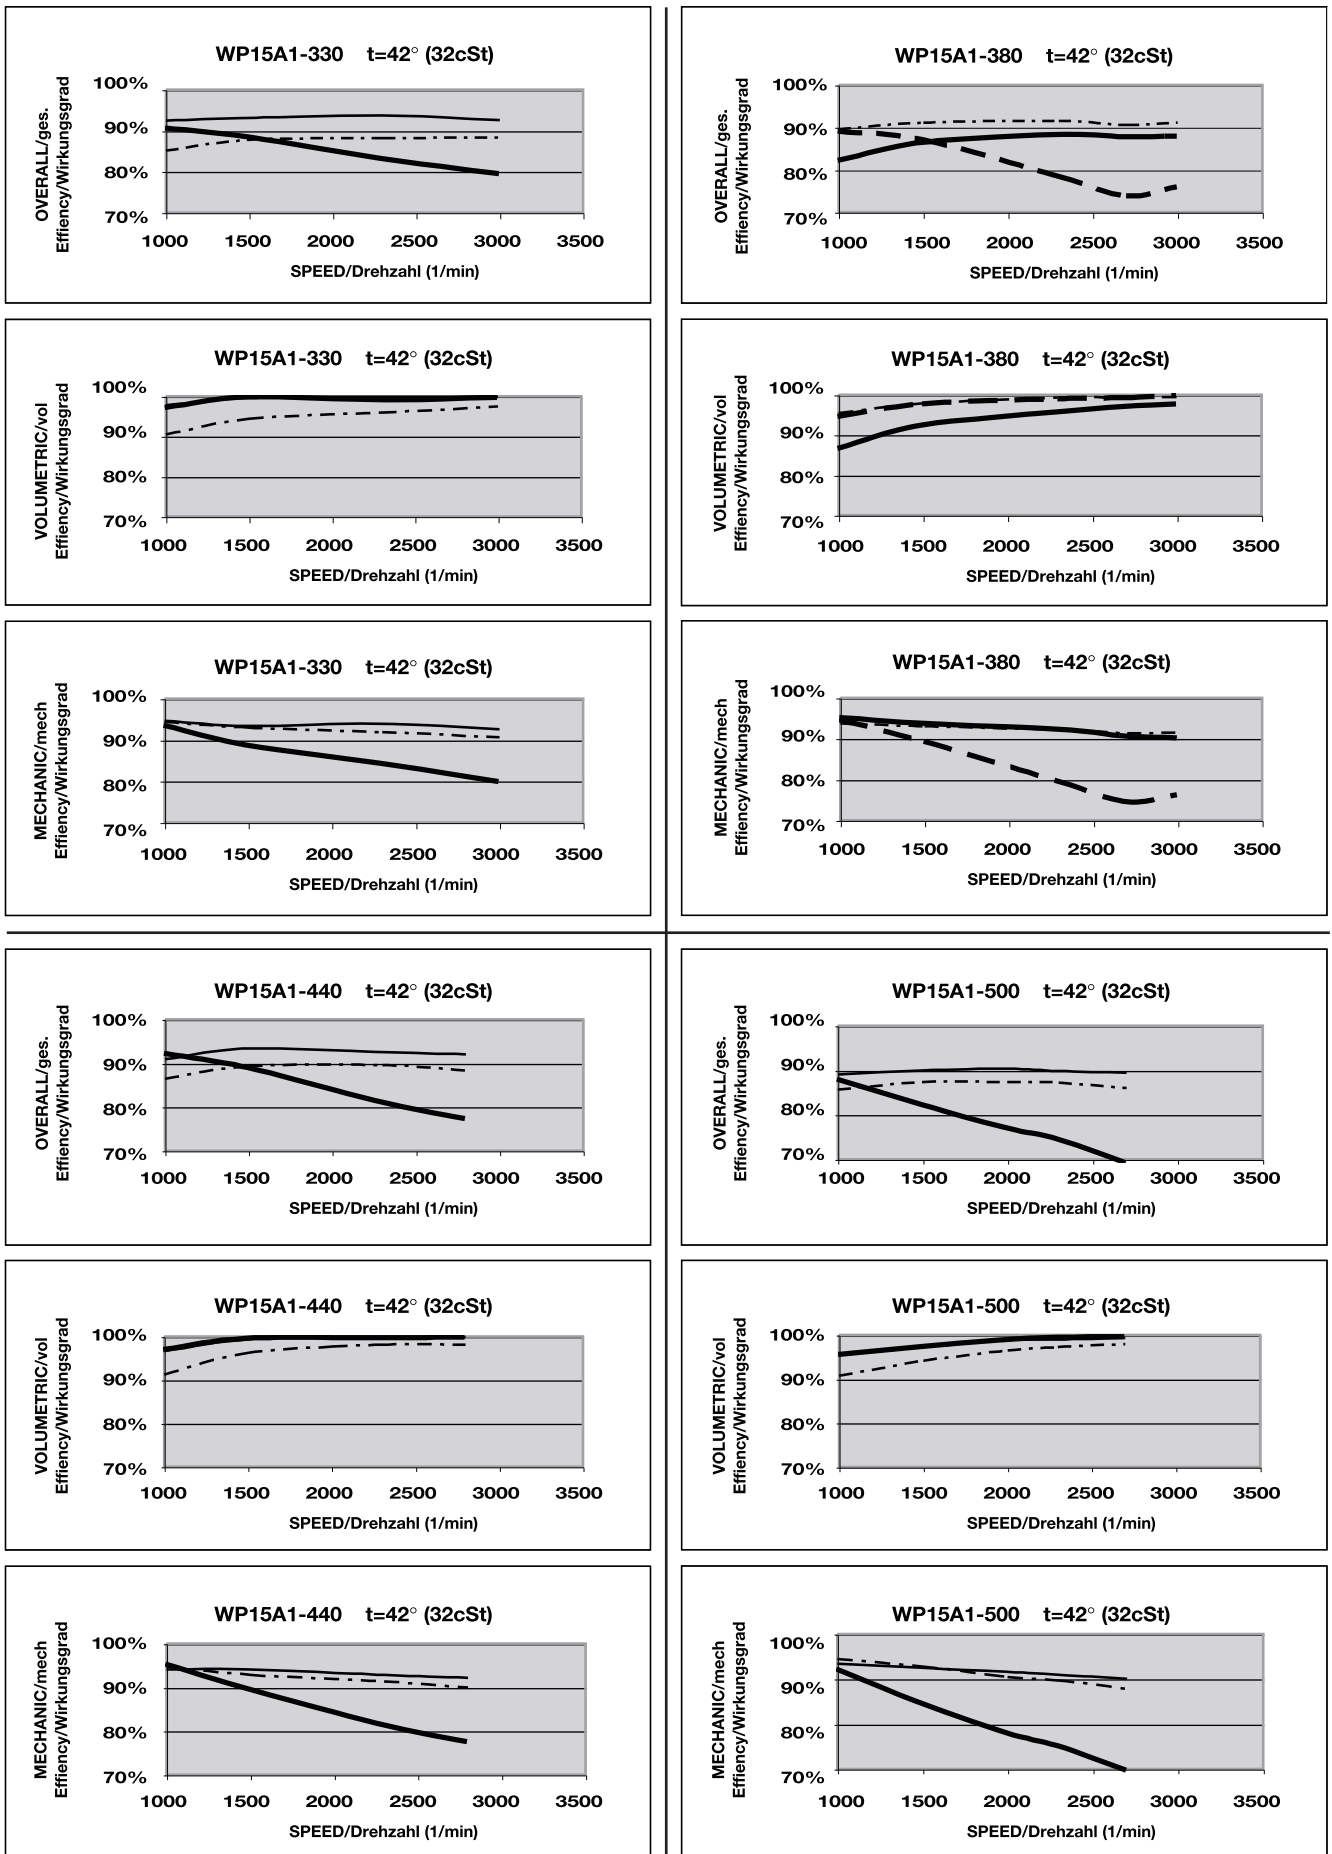 WP15A1-330 t=42° (32cSt)
OVERALL/ges.
Effiency/Wirkungsgrad
100%
90%
80%
70%
1000 1500 2000 2500 3000 3500
SPEED/Drehzahl (1/min)
WP15A1-380 t=42° (32cSt)
OVERALL/ges.
Effiency/Wirkungsgrad
100%
90%
80%
70%
1000 1500 2000 2500 3000 3500
SPEED/Drehzahl (1/min)
WP15A1-330 t=42° (32cSt)
VOLUMETRIC/vol
Effiency/Wirkungsgrad
100%
90%
80%
70%
1000 1500 2000 2500 3000 3500
SPEED/Drehzahl (1/min)
WP15A1-380 t=42° (32cSt)
VOLUMETRIC/vol
Effiency/Wirkungsgrad
100%
90%
80%
70%
1000 1500 2000 2500 3000 3500
SPEED/Drehzahl (1/min)
WP15A1-330 t=42° (32cSt)
MECHANIC/mech
Effiency/Wirkungsgrad
100%
90%
80%
70%
1000 1500 2000 2500 3000 3500
SPEED/Drehzahl (1/min)
WP15A1-380 t=42° (32cSt)
MECHANIC/mech
Effiency/Wirkungsgrad
100%
90%
80%
70%
1000 1500 2000 2500 3000 3500
SPEED/Drehzahl (1/min)
WP15A1-440 t=42° (32cSt)
OVERALL/ges.
Effiency/Wirkungsgrad
100%
90%
80%
70%
1000 1500 2000 2500 3000 3500
SPEED/Drehzahl (1/min)
WP15A1-500 t=42° (32cSt)
OVERALL/ges.
Effiency/Wirkungsgrad
100%
90%
80%
70%
1000 1500 2000 2500 3000 3500
SPEED/Drehzahl (1/min)
WP15A1-440 t=42° (32cSt)
VOLUMETRIC/vol
Effiency/Wirkungsgrad
100%
90%
80%
70%
1000 1500 2000 2500 3000 3500
SPEED/Drehzahl (1/min)
WP15A1-500 t=42° (32cSt)
VOLUMETRIC/vol
Effiency/Wirkungsgrad
100%
90%
80%
70%
1000 1500 2000 2500 3000 3500
SPEED/Drehzahl (1/min)
WP15A1-440 t=42° (32cSt)
MECHANIC/mech
Effiency/Wirkungsgrad
100%
90%
80%
70%
1000 1500 2000 2500 3000 3500
SPEED/Drehzahl (1/min)
WP15A1-500 t=42° (32cSt)
MECHANIC/mech
Effiency/Wirkungsgrad
100%
90%
80%
70%
1000 1500 2000 2500 3000 3500
SPEED/Drehzahl (1/min)